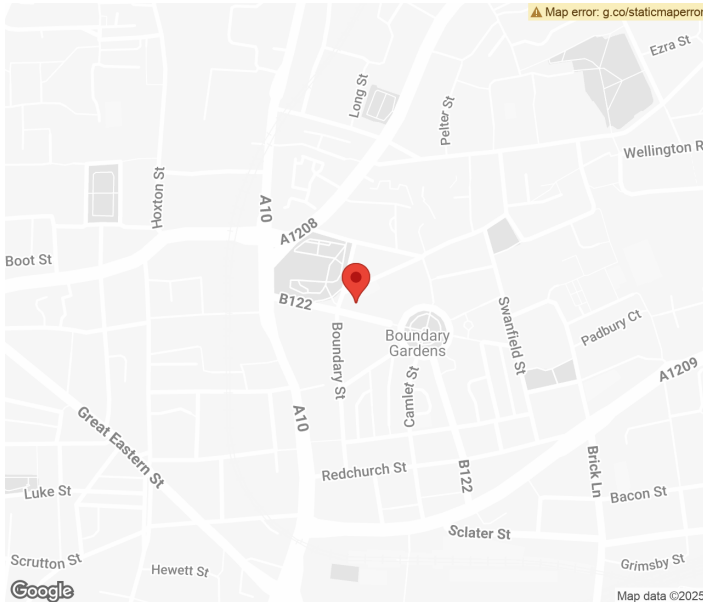 Map error: g.co/staticmaperror
Ezra St
Long St
Pelter St
Wellington R
Hoxton St
A10
A1208
Boot St
B122
Boundary
Gardens
Swanfield St
Padbury Ct
Boundary St
Camlet St
A1209
A10
Great Eastern St
Redchurch St
B122
Brick Ln
Luke St
Bacon St
Sclater St
Scrutton St
Hewett St
Grimsby St
Google
Map data ©2025